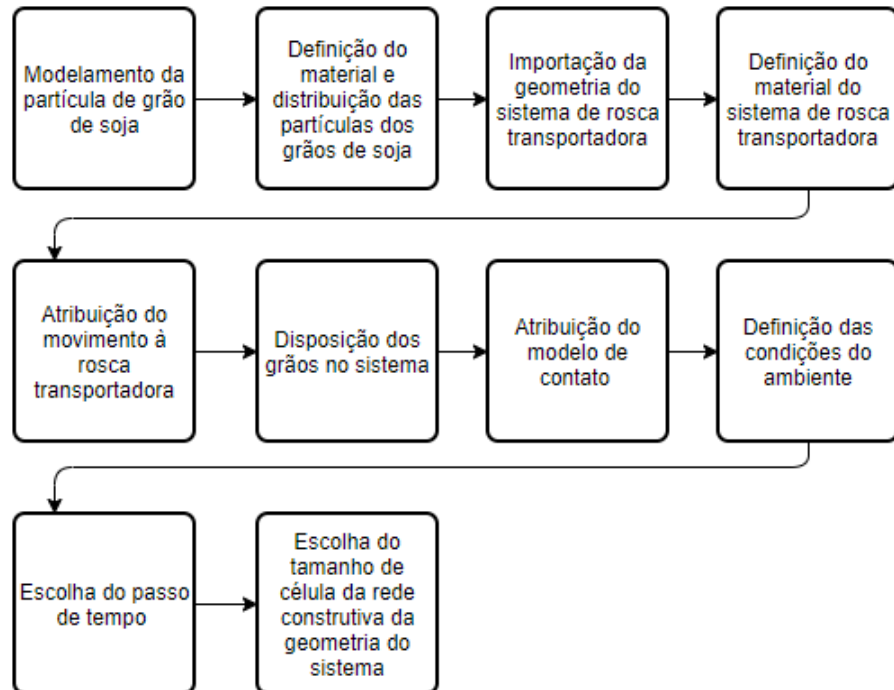 Modelamento da
partícula de grão
de soja
Definição do
material e
distribuição das
partículas dos
grãos de soja
Importação da
geometria do
sistema de rosca
transportadora
Definição do
material do
sistema de rosca
transportadora
Atribuição do
movimento à
rosca
transportadora
Disposição dos
grãos no sistema
Atribuição do
modelo de
contato
Definição das
condições do
ambiente
Escolha do passo
de tempo
Escolha do
tamanho de
célula da rede
construtiva da
geometria do
sistema